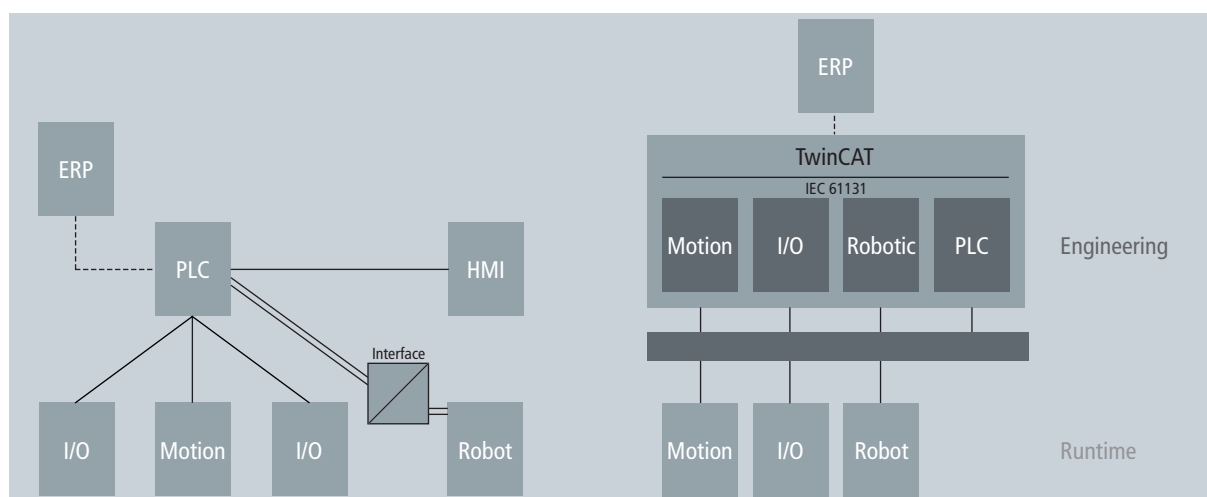 ERP
PLC
HMI
Interface
I/O
Motion
I/O
Robot
ERP
TwinCAT
IEC 61131
Motion
I/O
Robotic
PLC
Engineering
Motion
I/O
Robot
Runtime